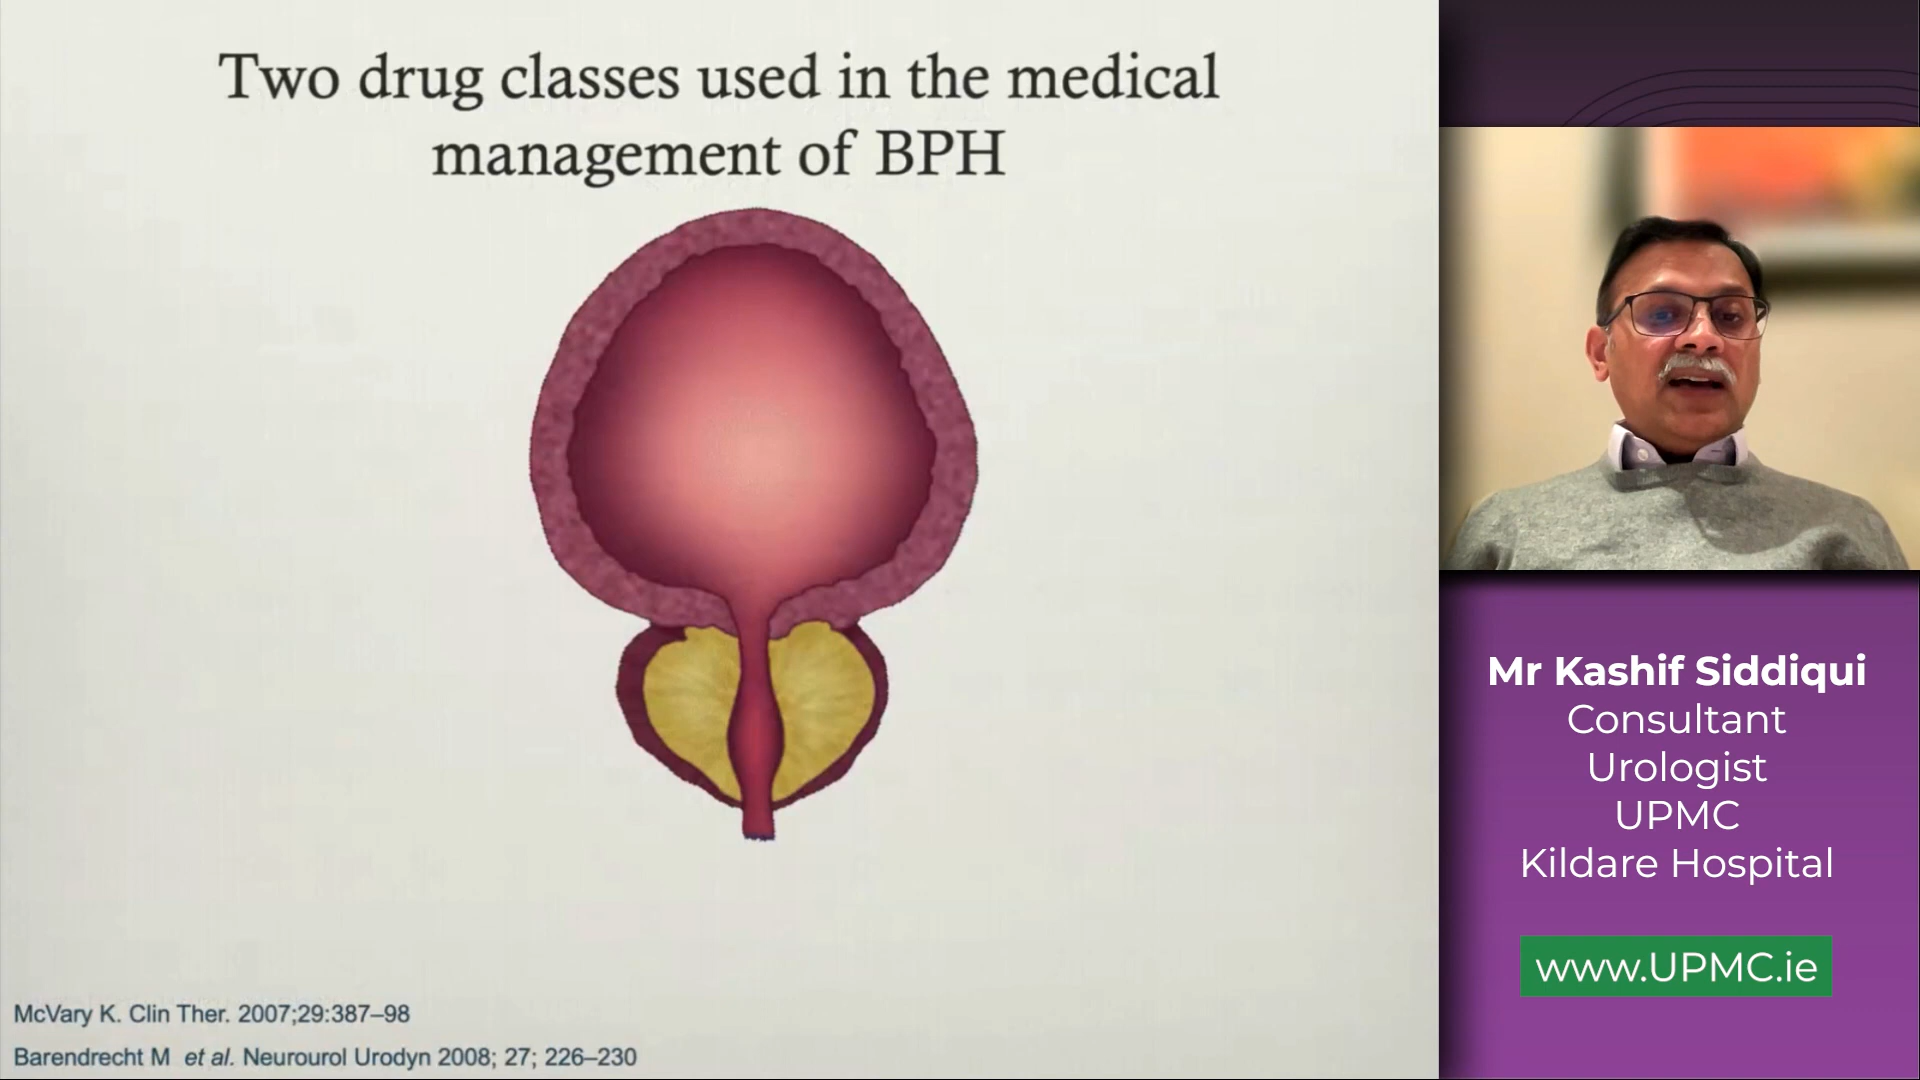 Two drug classes used in the medical
management of BPH
McVary K. Clin Ther. 2007;29:387–98
Barendrecht M et al. Neurourol Urodyn 2008; 27; 226–230
Mr Kashif Siddiqui
Consultant
Urologist
UPMC
Kildare Hospital
www.UPMC.ie